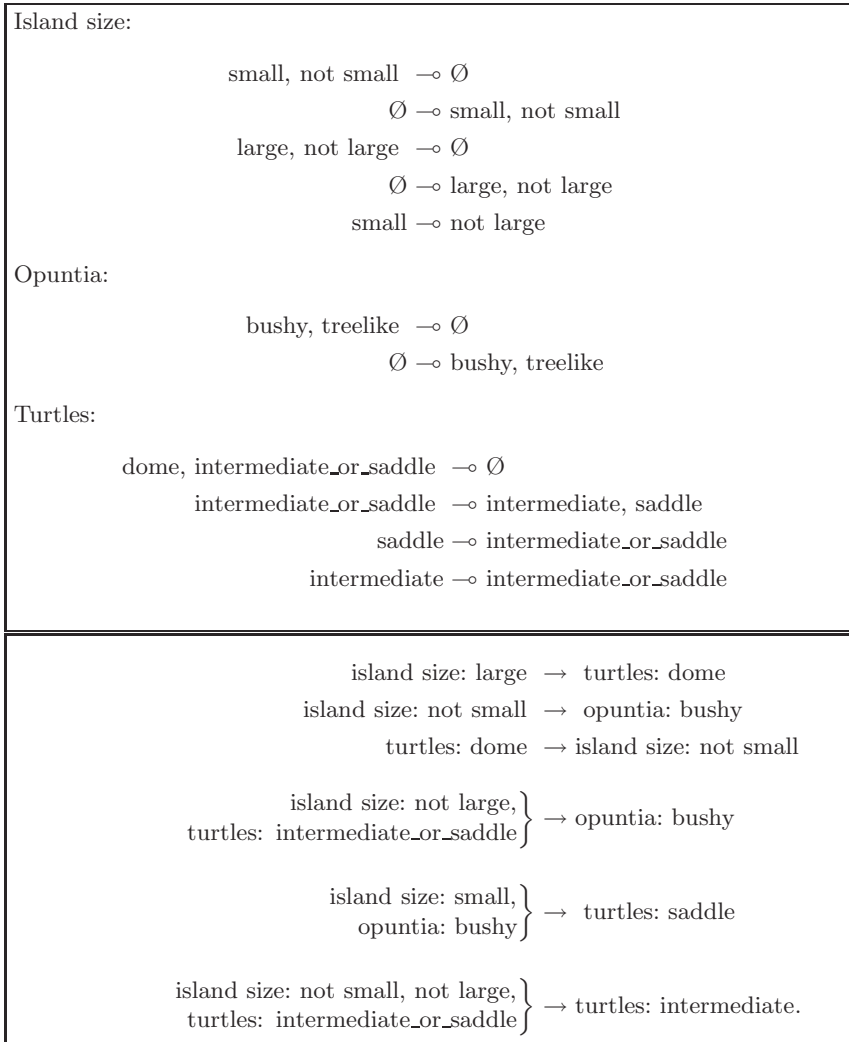 Island size:
small, not small ⊸ Ø
Ø ⊸ small, not small
large, not large ⊸ Ø
Ø ⊸ large, not large
small ⊸ not large
Opuntia:
bushy, treelike ⊸ Ø
Ø ⊸ bushy, treelike
Turtles:
dome, intermediate_or_saddle ⊸ Ø
intermediate_or_saddle ⊸ intermediate, saddle
saddle ⊸ intermediate_or_saddle
intermediate ⊸ intermediate_or_saddle
island size: large → turtles: dome
island size: not small → opuntia: bushy
turtles: dome → island size: not small
island size: not large,
turtles: intermediate_or_saddle } → opuntia: bushy
island size: small,
opuntia: bushy } → turtles: saddle
island size: not small, not large,
turtles: intermediate_or_saddle } → turtles: intermediate.